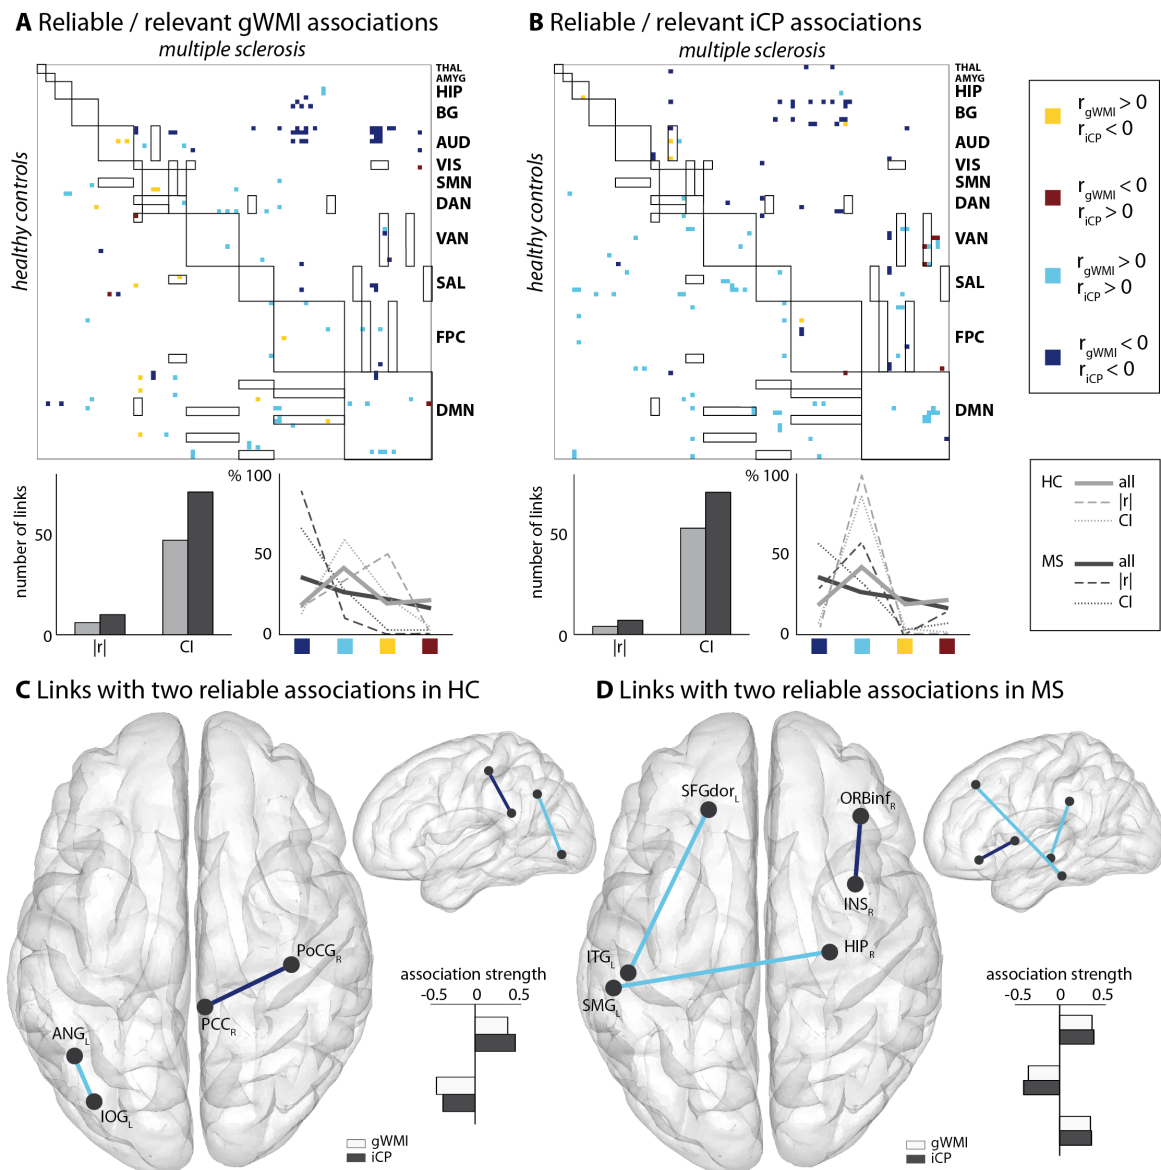 A Reliable / relevant gWMI associations
multiple sclerosis
healthy controls
THAL
AMYG
HIP
BG
AUD
VIS
SMN
DAN
VAN
SAL
FPC
DMN
B Reliable / relevant iCP associations
multiple sclerosis
healthy controls
THAL
AMYG
HIP
BG
AUD
VIS
SMN
DAN
VAN
SAL
FPC
DMN
rgWMI > 0
riCP < 0
rgWMI < 0
riCP > 0
rgWMI > 0
riCP > 0
rgWMI < 0
riCP < 0
number of links
50
0
|r|
CI
% 100
50
0
number of links
50
0
|r|
CI
% 100
50
0
HC
all
|r|
CI
MS
all
|r|
CI
C Links with two reliable associations in HC
PoCGR
PCCR
ANGL
IOGL
association strength
-0.5 0 0.5
gWMI
iCP
D Links with two reliable associations in MS
SFGdorL
ORBinfR
INSR
HIPR
ITGL
SMGL
association strength
-0.5 0 0.5
gWMI
iCP